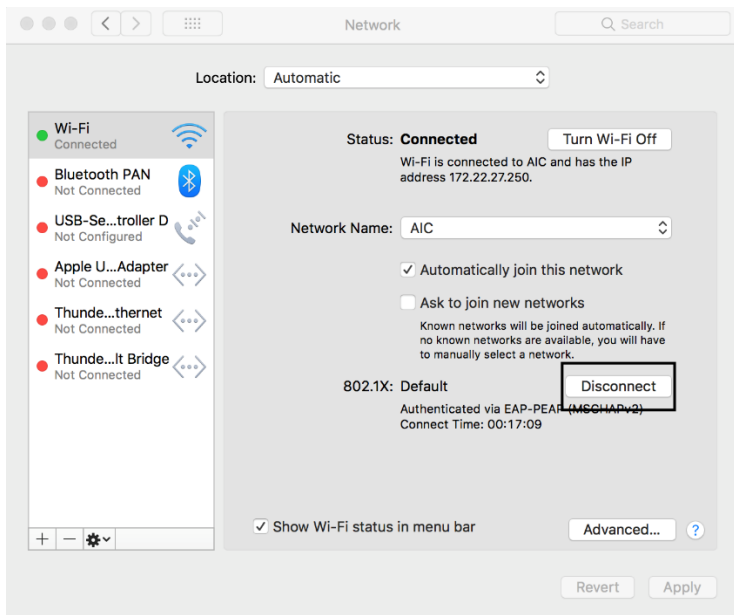 Network
Search
Location: Automatic
Wi-Fi
Connected
Bluetooth PAN
Not Connected
USB-Se...troller D
Not Configured
Apple U...Adapter
Not Connected
Thunde...thernet
Not Connected
Thunde...lt Bridge
Not Connected
Status: Connected
Turn Wi-Fi Off
Wi-Fi is connected to AIC and has the IP
address 172.22.27.250.
Network Name: AIC
Automatically join this network
Ask to join new networks
Known networks will be joined automatically. If
no known networks are available, you will have
to manually select a network.
802.1X: Default
Disconnect
Authenticated via EAP-PEAP (MSCHAPv2)
Connect Time: 00:17:09
Show Wi-Fi status in menu bar
Advanced...
?
Revert
Apply